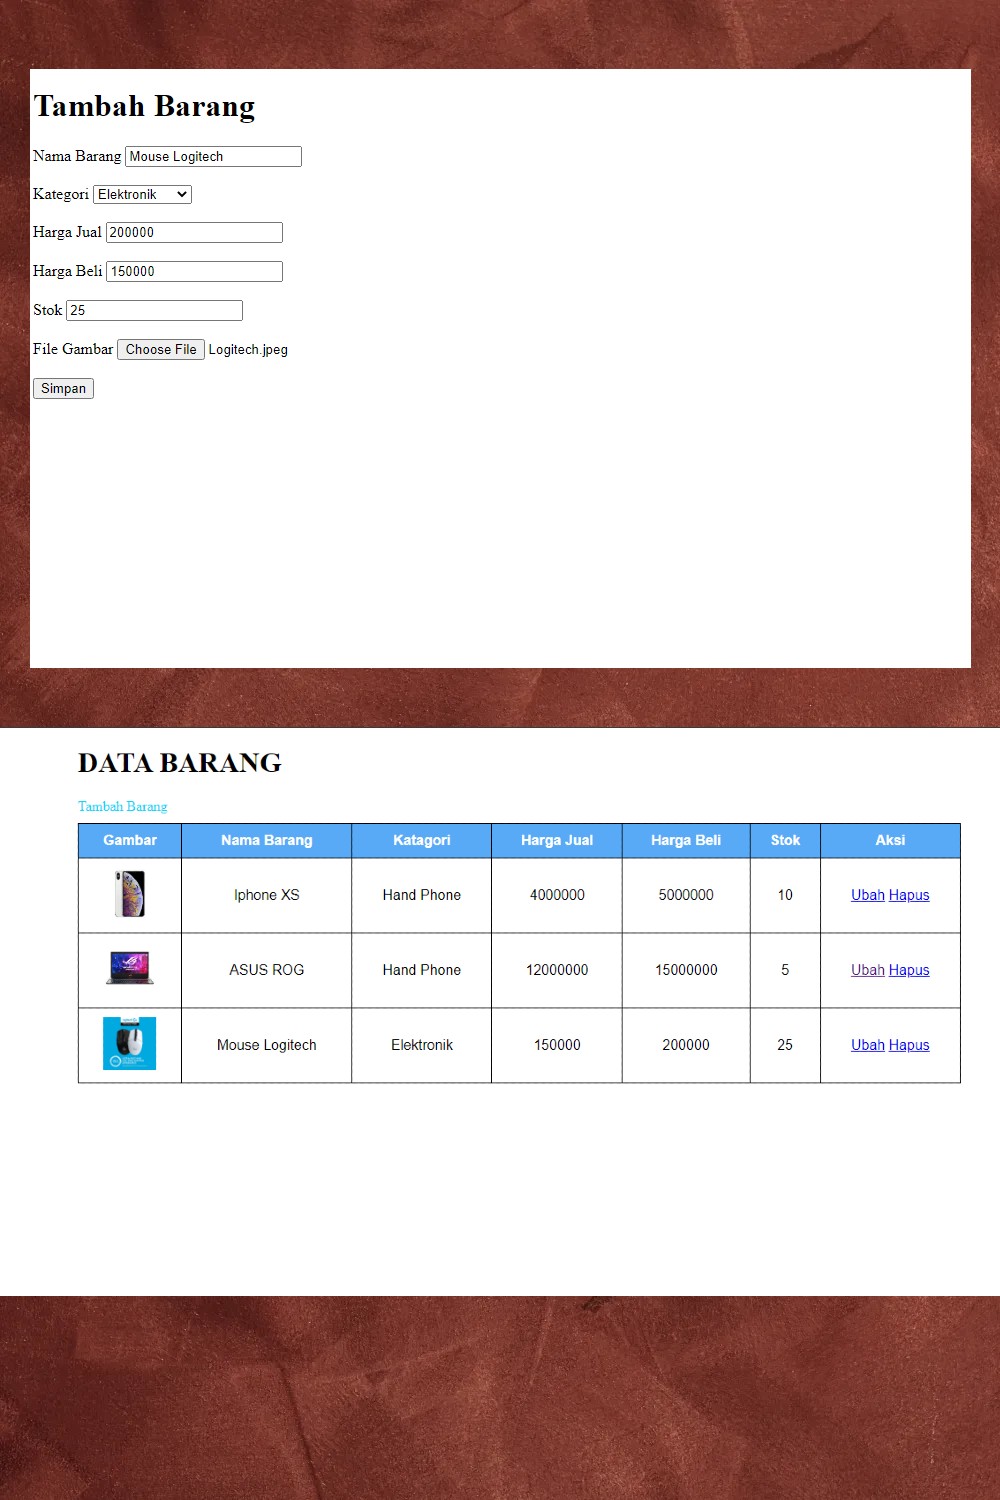 Tambah Barang
Nama Barang Mouse Logitech
Kategori Elektronik
Harga Jual 200000
Harga Beli 150000
Stok 25
File Gambar Choose File Logitech.jpeg
Simpan
DATA BARANG
Tambah Barang
Gambar Nama Barang Katagori Harga Jual Harga Beli Stok Aksi
Iphone XS Hand Phone 4000000 5000000 10 Ubah Hapus
ASUS ROG Hand Phone 12000000 15000000 5 Ubah Hapus
Mouse Logitech Elektronik 150000 200000 25 Ubah Hapus